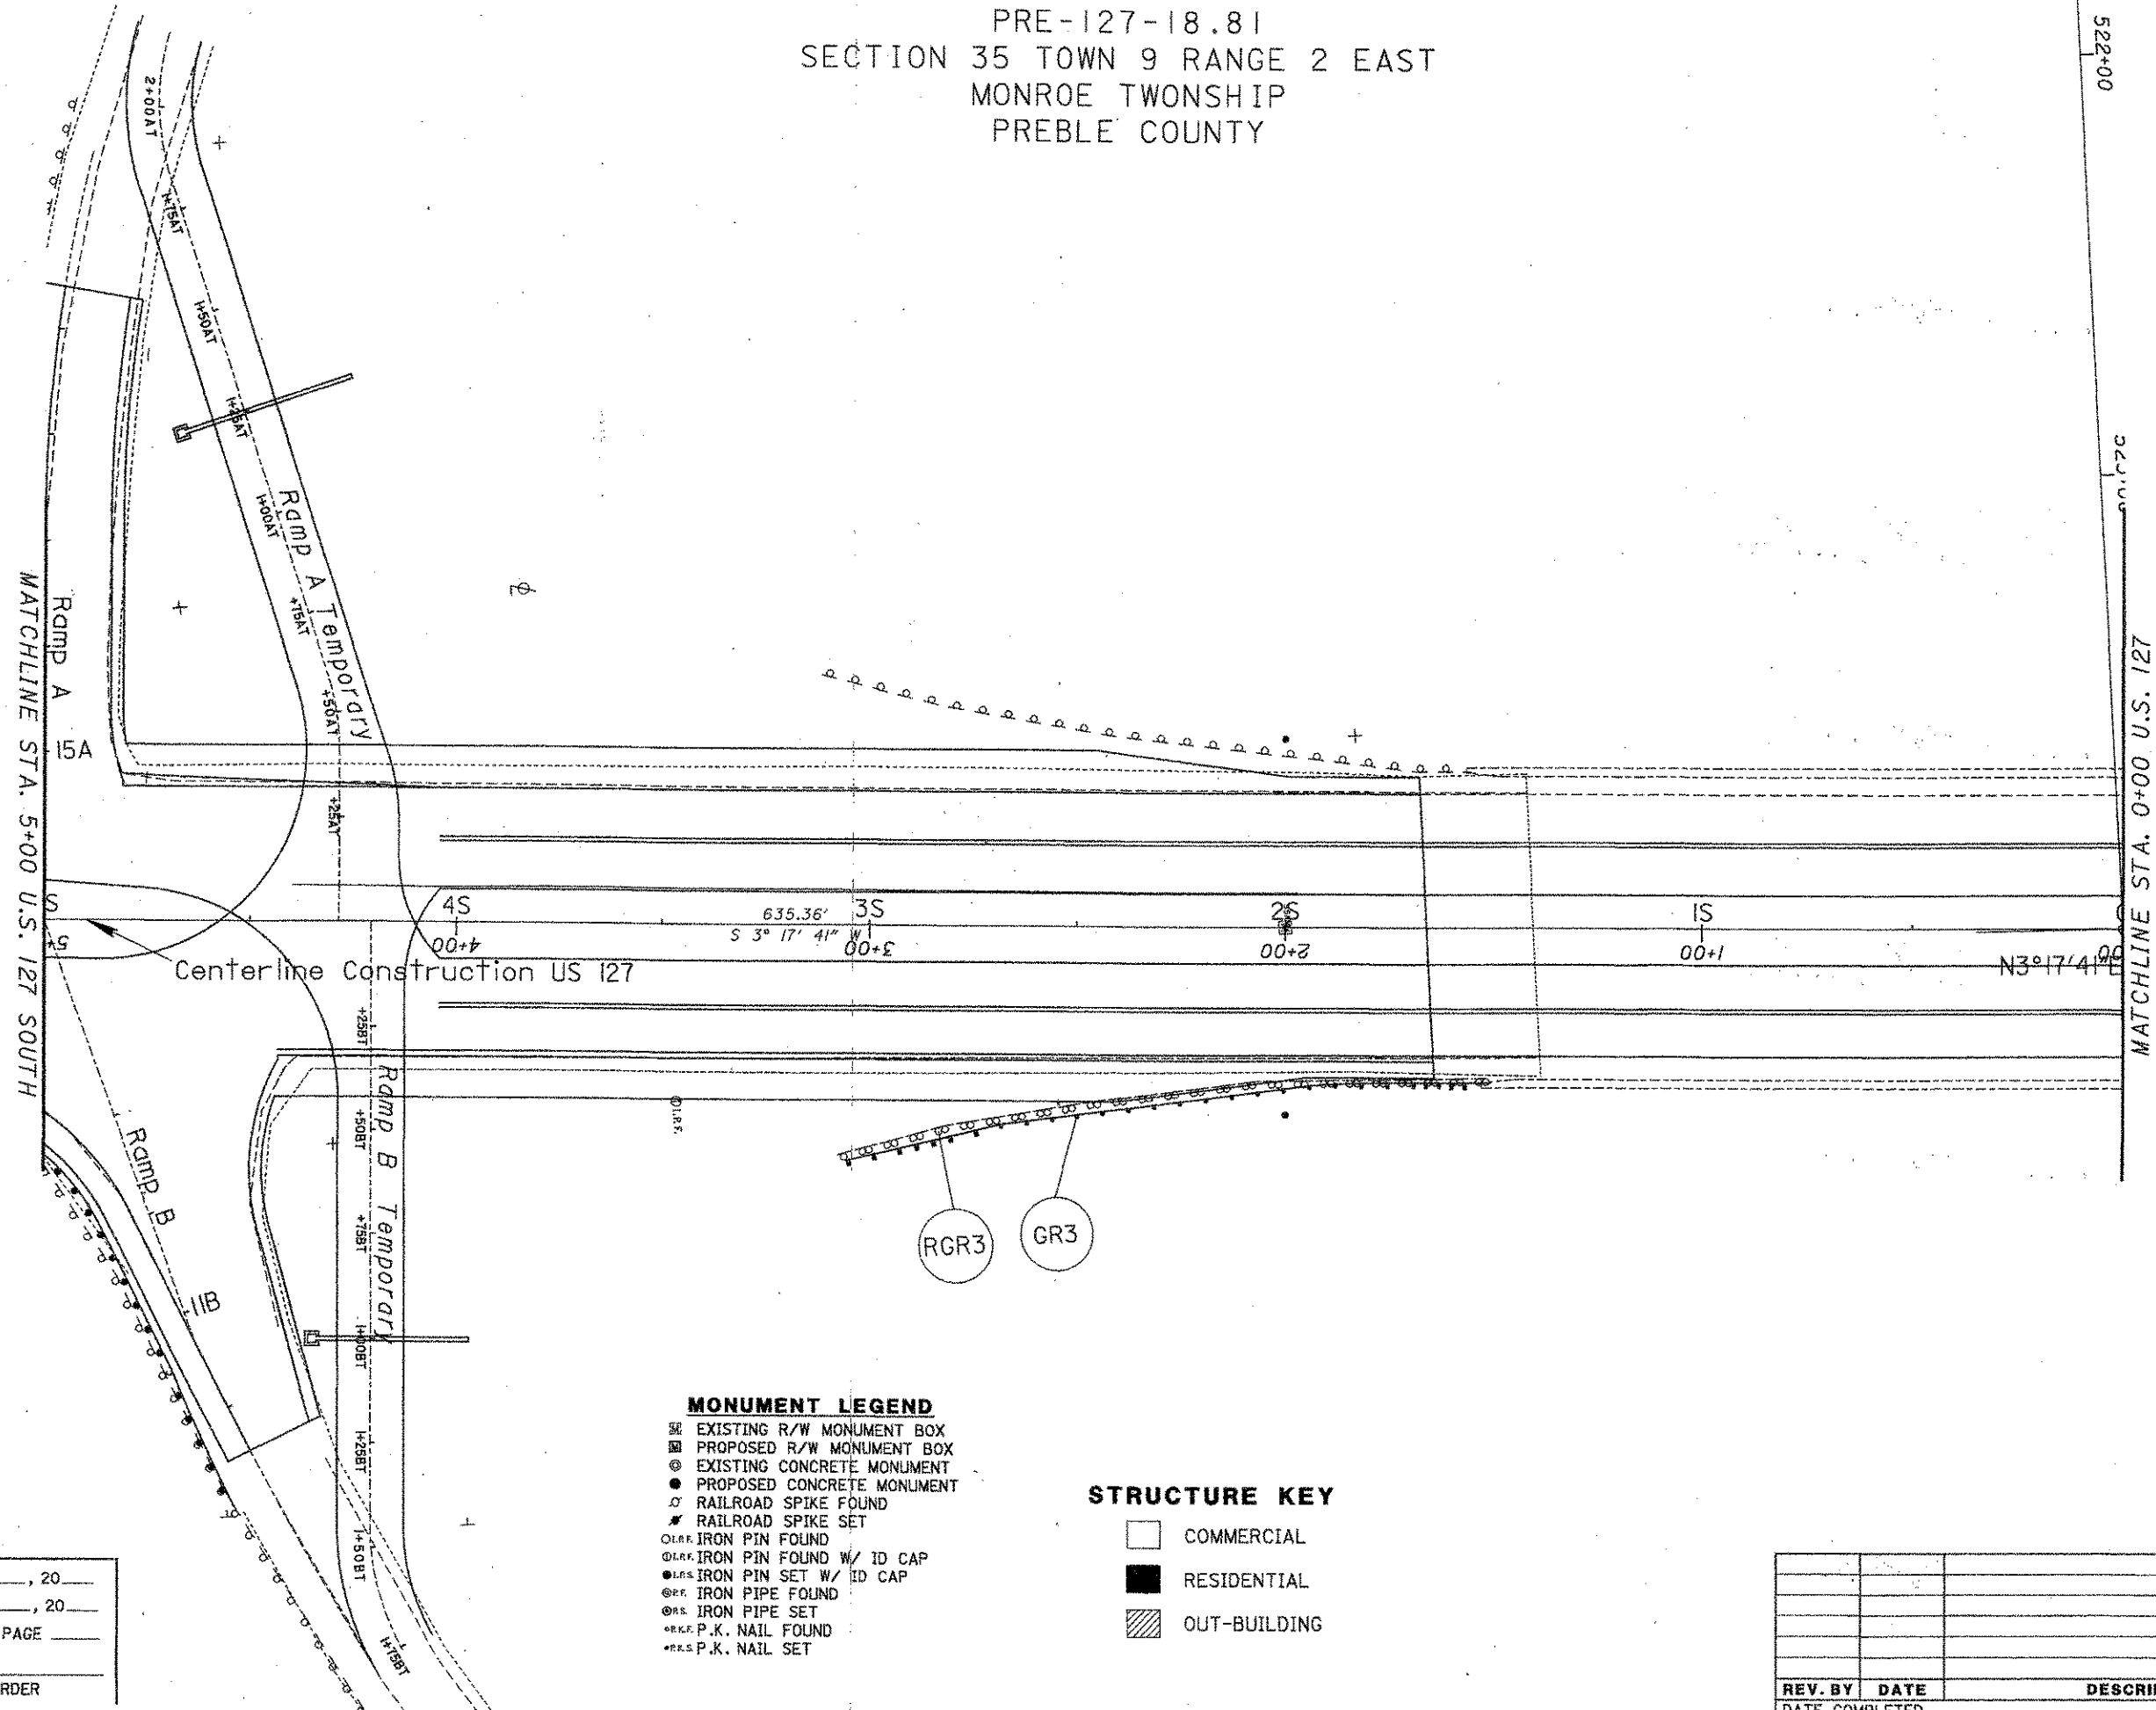 PRE-127-18.81
SECTION 35 TOWN 9 RANGE 2 EAST
MONROE TWONSHIP
PREBLE COUNTY
522+00
2+00AT
1+75AT
1+50AT
1+25AT
1+00AT
+75AT
+50AT
+25AT
Ramp A Temporary
Ramp A
15A
MATCHLINE STA. 5+00 U.S. 127 SOUTH
MATCHLINE STA. 0+00 U.S. 127
S
4S
3S
2S
1S
635.36'
S 3° 17' 41" W
4+00
3+00
2+00
1+00
N3°17'41"E
Centerline Construction US 127
+25BT
+50BT
+75BT
1+00BT
1+25BT
1+50BT
1+75BT
Ramp B Temporary
Ramp B
11B
I.R.F.
RGR3
GR3
MONUMENT LEGEND
EXISTING R/W MONUMENT BOX
PROPOSED R/W MONUMENT BOX
EXISTING CONCRETE MONUMENT
PROPOSED CONCRETE MONUMENT
RAILROAD SPIKE FOUND
RAILROAD SPIKE SET
I.R.F. IRON PIN FOUND
I.R.F. IRON PIN FOUND W/ ID CAP
I.R.S. IRON PIN SET W/ ID CAP
IRON PIPE FOUND
IRON PIPE SET
P.K.F. P.K. NAIL FOUND
P.K.S. P.K. NAIL SET
STRUCTURE KEY
COMMERCIAL
RESIDENTIAL
OUT-BUILDING
, 20
, 20
PAGE
RDER
REV. BY DATE DESCRI
DATE COMPLETED